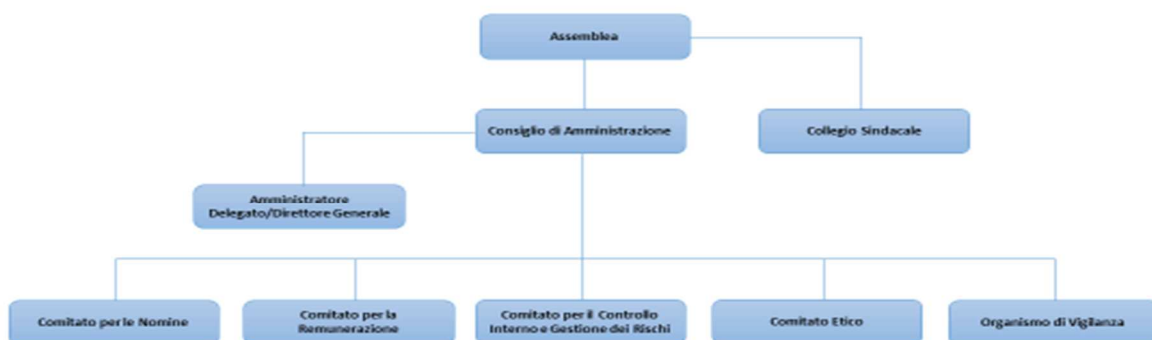 Assemblea
Consiglio di Amministrazione
Collegio Sindacale
Amministratore
Delegato/Direttore Generale
Comitato per le Nomine
Comitato per la
Remunerazione
Comitato per il Controllo
Interno e Gestione dei Rischi
Comitato Etico
Organismo di Vigilanza